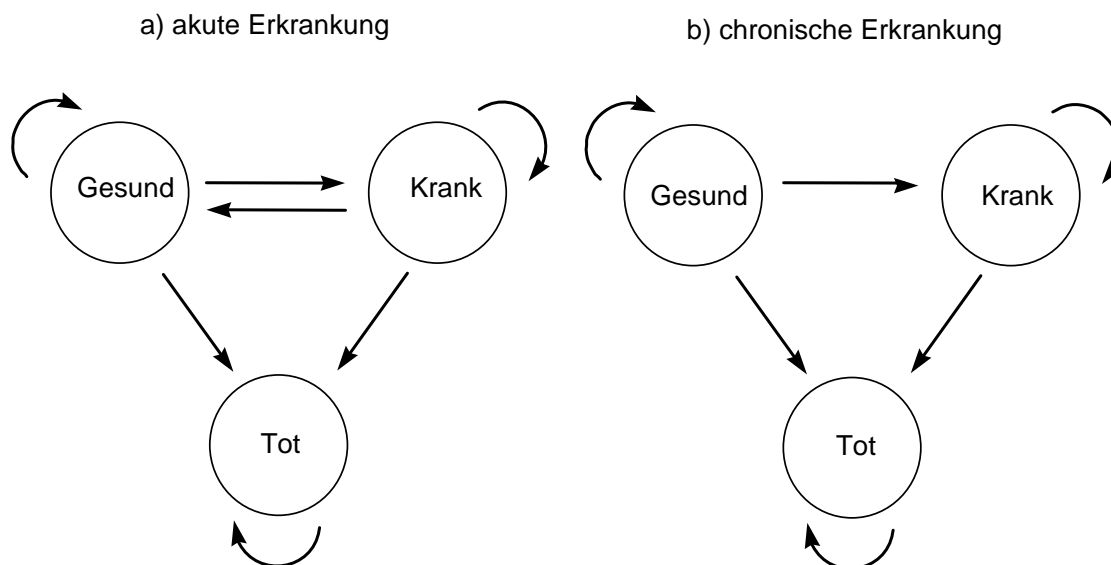 a) akute Erkrankung
b) chronische Erkrankung
Gesund
Krank
Gesund
Krank
Tot
Tot